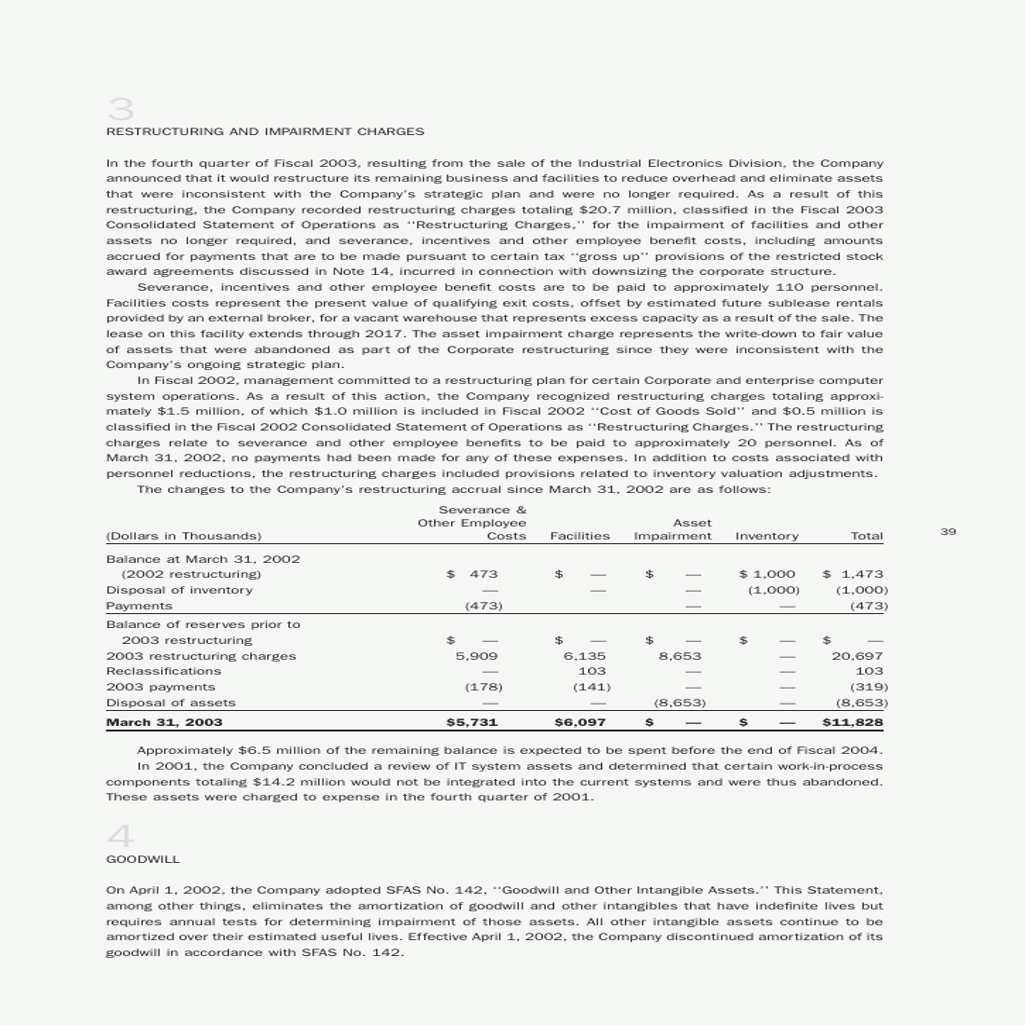 3
RESTRUCTURING AND IMPAIRMENT CHARGES
In the fourth quarter of Fiscal 2003, resulting from the sale of the Industrial Electronics Division, the Company
announced that it would restructure its remaining business and facilities to reduce overhead and eliminate assets
that were inconsistent with the Company's strategic plan and were no longer required. As a result of this
restructuring, the Company recorded restructuring charges totaling $20.7 million, classified in the Fiscal 2003
Consolidated Statement of Operations as ‘‘Restructuring Charges,’’ for the impairment of facilities and other
assets no longer required, and severance, incentives and other employee benefit costs, including amounts
accrued for payments that are to be made pursuant to certain tax ‘‘gross up’’ provisions of the restricted stock
award agreements discussed in Note 14, incurred in connection with downsizing the corporate structure.
Severance, incentives and other employee benefit costs are to be paid to approximately 110 personnel.
Facilities costs represent the present value of qualifying exit costs, offset by estimated future sublease rentals
provided by an external broker, for a vacant warehouse that represents excess capacity as a result of the sale. The
lease on this facility extends through 2017. The asset impairment charge represents the write-down to fair value
of assets that were abandoned as part of the Corporate restructuring since they were inconsistent with the
Company's ongoing strategic plan.
In Fiscal 2002, management committed to a restructuring plan for certain Corporate and enterprise computer
system operations. As a result of this action, the Company recognized restructuring charges totaling approxi-
mately $1.5 million, of which $1.0 million is included in Fiscal 2002 ‘‘Cost of Goods Sold’’ and $0.5 million is
classified in the Fiscal 2002 Consolidated Statement of Operations as ‘‘Restructuring Charges.’’ The restructuring
charges relate to severance and other employee benefits to be paid to approximately 20 personnel. As of
March 31, 2002, no payments had been made for any of these expenses. In addition to costs associated with
personnel reductions, the restructuring charges included provisions related to inventory valuation adjustments.
The changes to the Company's restructuring accrual since March 31, 2002 are as follows:
Severance &
Other Employee Asset
(Dollars in Thousands) Costs Facilities Impairment Inventory Total
39
Balance at March 31, 2002
(2002 restructuring) $ 473 $ — $ — $ 1,000 $ 1,473
Disposal of inventory — — — (1,000) (1,000)
Payments (473) — — (473)
Balance of reserves prior to
2003 restructuring $ — $ — $ — $ — $ —
2003 restructuring charges 5,909 6,135 8,653 — 20,697
Reclassifications — 103 — — 103
2003 payments (178) (141) — — (319)
Disposal of assets — — (8,653) — (8,653)
March 31, 2003 $5,731 $6,097 $ — $ — $11,828
Approximately $6.5 million of the remaining balance is expected to be spent before the end of Fiscal 2004.
In 2001, the Company concluded a review of IT system assets and determined that certain work-in-process
components totaling $14.2 million would not be integrated into the current systems and were thus abandoned.
These assets were charged to expense in the fourth quarter of 2001.
4
GOODWILL
On April 1, 2002, the Company adopted SFAS No. 142, ‘‘Goodwill and Other Intangible Assets.’’ This Statement,
among other things, eliminates the amortization of goodwill and other intangibles that have indefinite lives but
requires annual tests for determining impairment of those assets. All other intangible assets continue to be
amortized over their estimated useful lives. Effective April 1, 2002, the Company discontinued amortization of its
goodwill in accordance with SFAS No. 142.